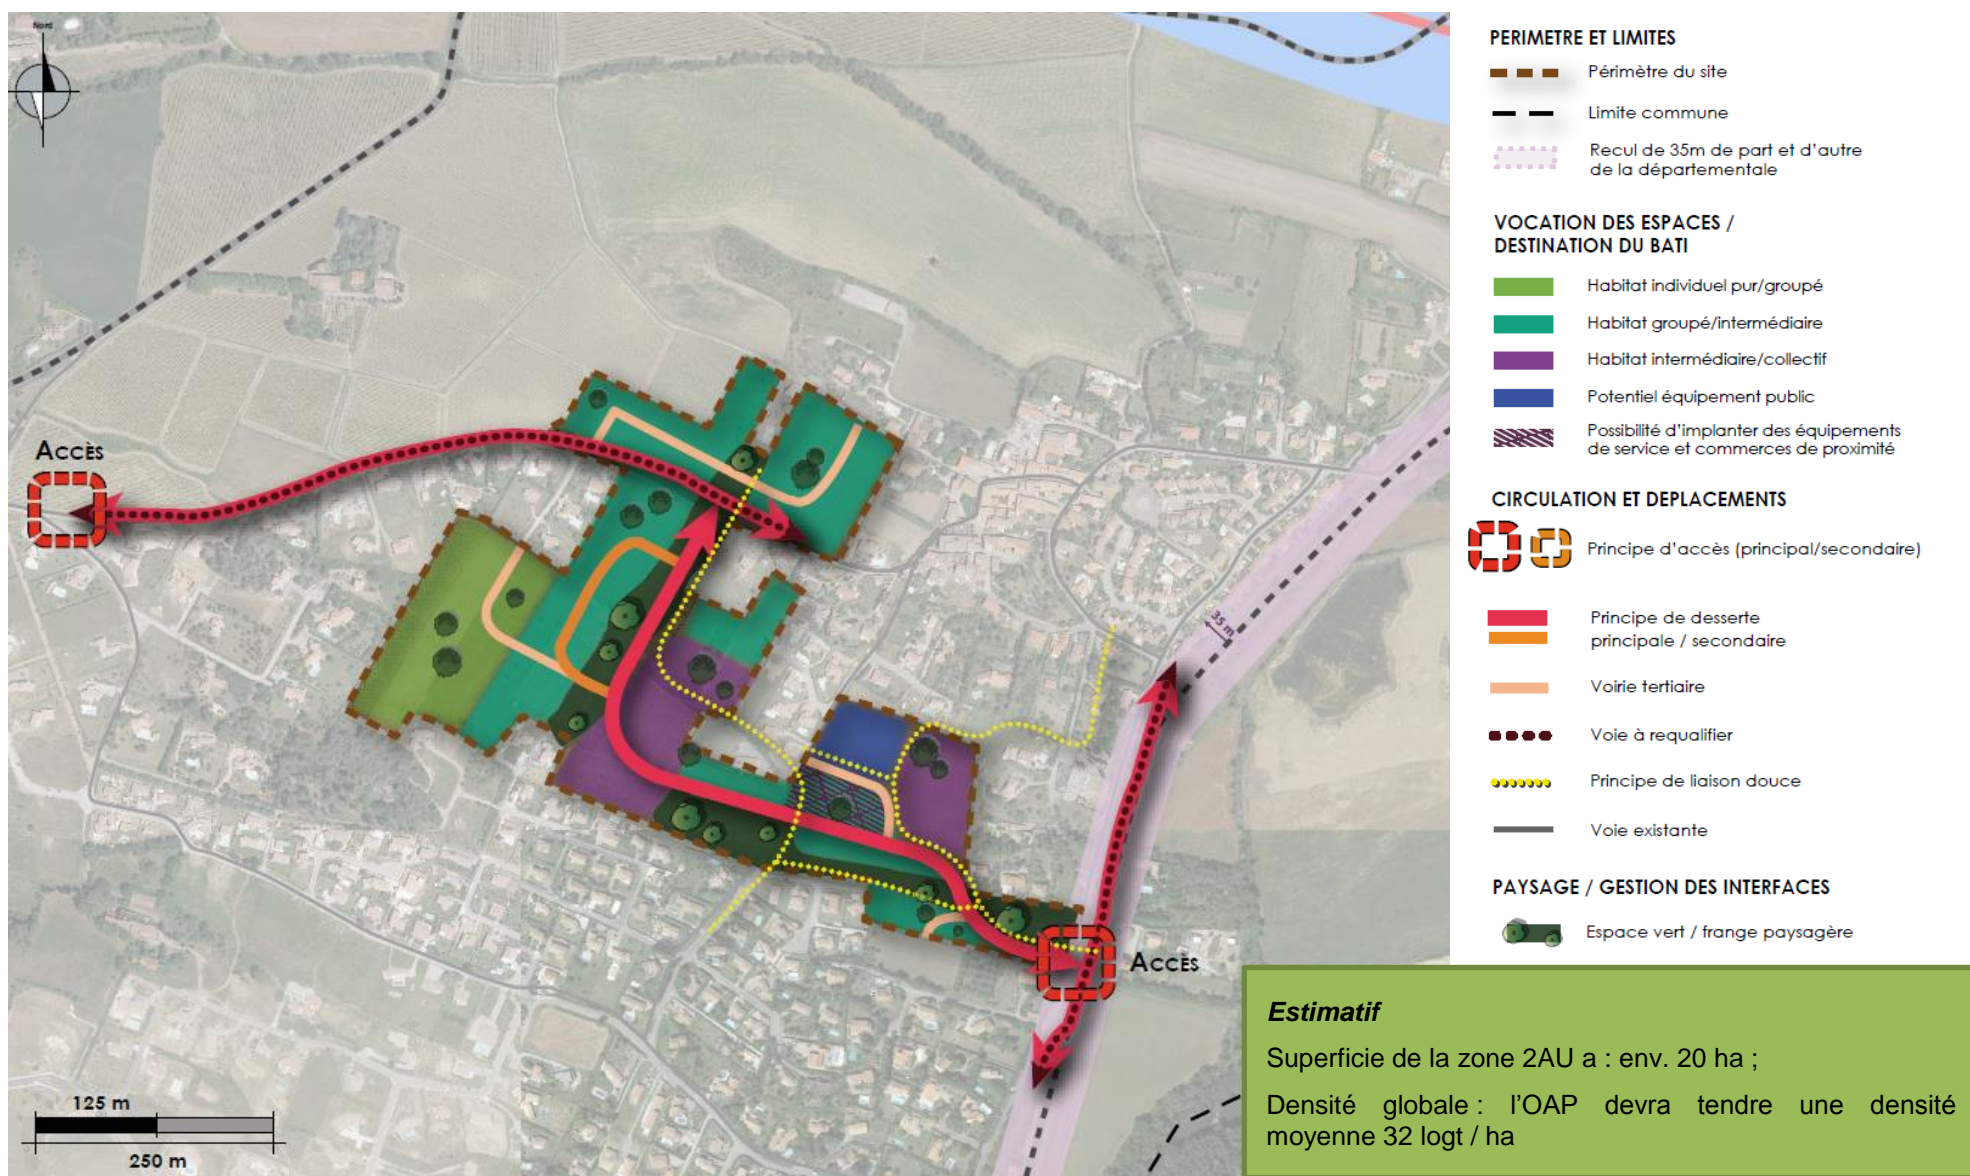 Nord
ACCÈS
35 m
ACCÈS
125 m
250 m
PERIMETRE ET LIMITES
Périmètre du site
Limite commune
Recul de 35m de part et d'autre
de la départementale
VOCATION DES ESPACES /
DESTINATION DU BATI
Habitat individuel pur/groupé
Habitat groupé/intermédiaire
Habitat intermédiaire/collectif
Potentiel équipement public
Possibilité d'implanter des équipements
de service et commerces de proximité
CIRCULATION ET DEPLACEMENTS
Principe d'accès (principal/secondaire)
Principe de desserte
principale / secondaire
Voirie tertiaire
Voie à requalifier
Principe de liaison douce
Voie existante
PAYSAGE / GESTION DES INTERFACES
Espace vert / frange paysagère
Estimatif
Superficie de la zone 2AU a : env. 20 ha ;
Densité globale : l'OAP devra tendre une densité
moyenne 32 logt / ha